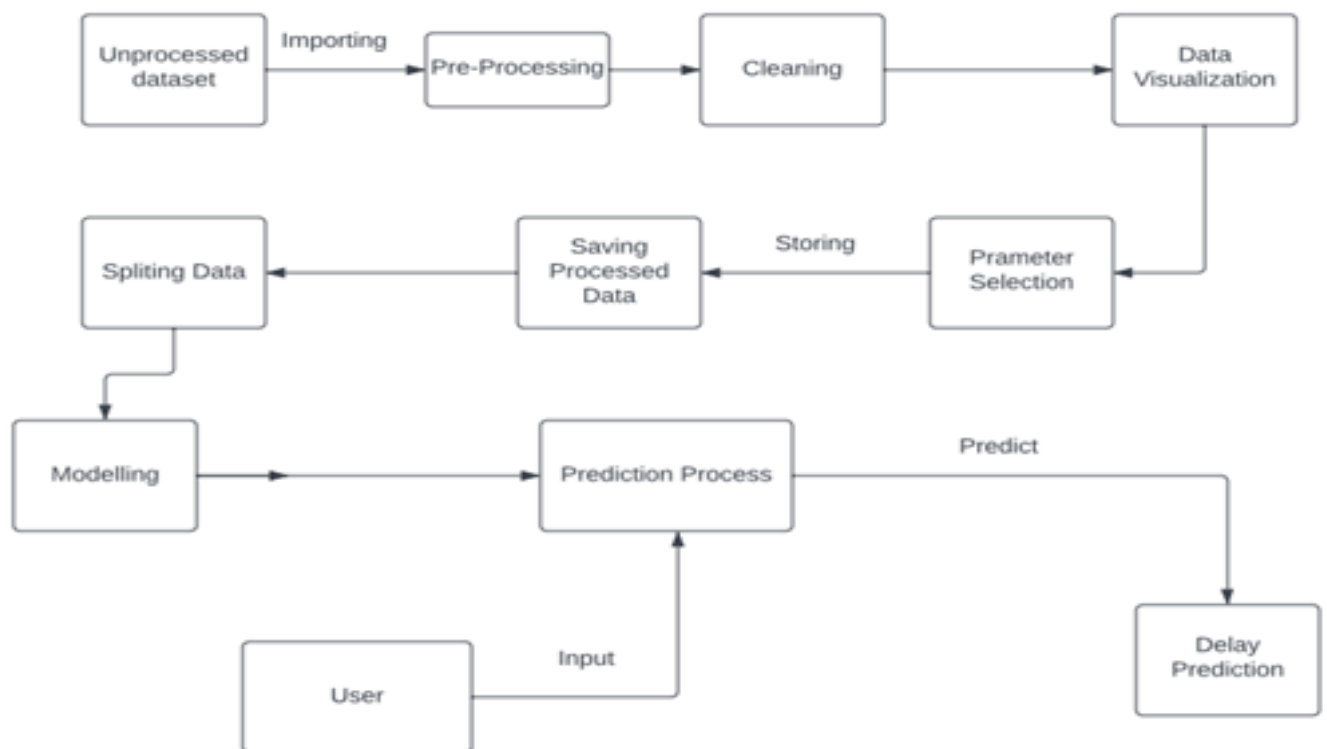 Unprocessed
dataset
Importing
Pre-Processing
Cleaning
Data
Visualization
Spliting Data
Saving
Processed
Data
Storing
Prameter
Selection
Modelling
Prediction Process
Predict
User
Input
Delay
Prediction